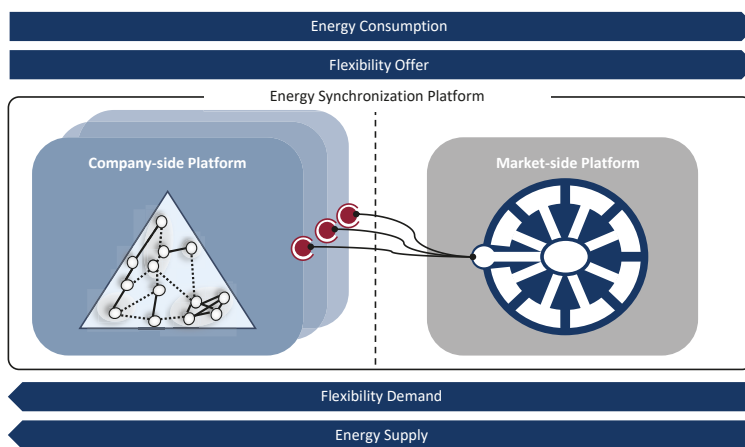 Energy Consumption
Flexibility Offer
Energy Synchronization Platform
Company-side Platform
Market-side Platform
Flexibility Demand
Energy Supply